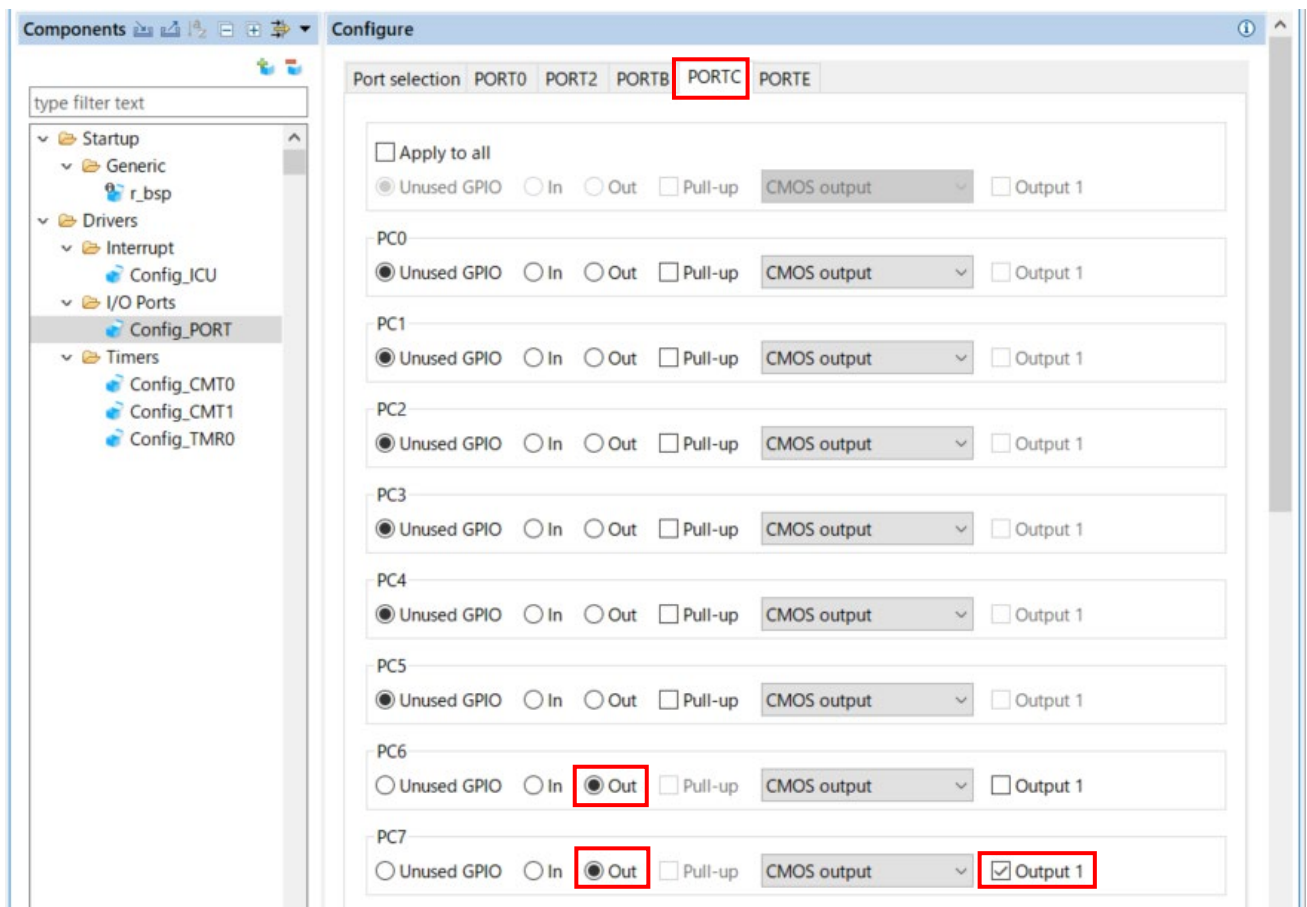 Components
Configure
type filter text
Startup
Generic
r_bsp
Drivers
Interrupt
Config_ICU
I/O Ports
Config_PORT
Timers
Config_CMT0
Config_CMT1
Config_TMR0
Port selection PORT0 PORT2 PORTB PORTC PORTE
Apply to all
Unused GPIO In Out Pull-up CMOS output Output 1
PC0
Unused GPIO In Out Pull-up CMOS output Output 1
PC1
Unused GPIO In Out Pull-up CMOS output Output 1
PC2
Unused GPIO In Out Pull-up CMOS output Output 1
PC3
Unused GPIO In Out Pull-up CMOS output Output 1
PC4
Unused GPIO In Out Pull-up CMOS output Output 1
PC5
Unused GPIO In Out Pull-up CMOS output Output 1
PC6
Unused GPIO In Out Pull-up CMOS output Output 1
PC7
Unused GPIO In Out Pull-up CMOS output Output 1